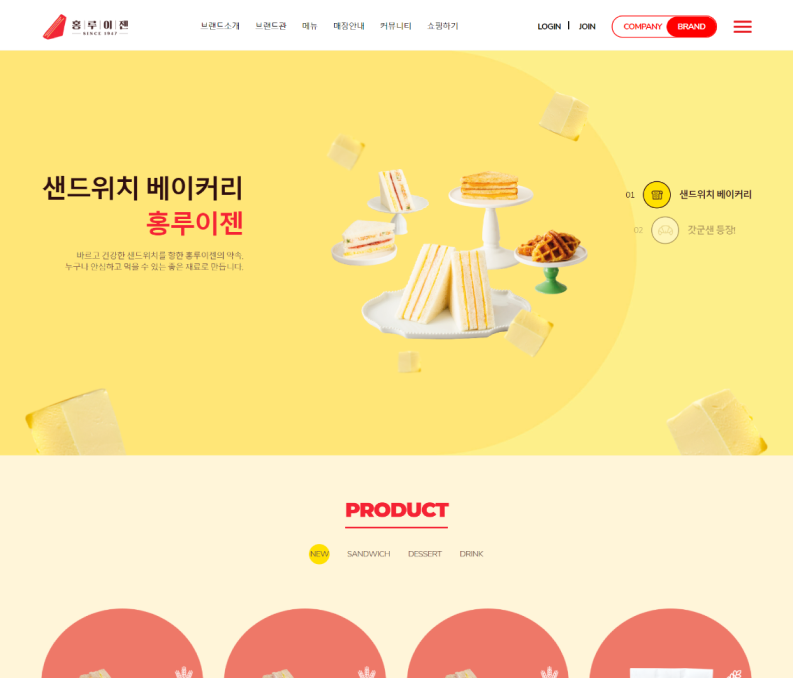 홍루이젠
SINCE 1947
브랜드소개 브랜드관 메뉴 매장안내 커뮤니티 쇼핑하기
LOGIN JOIN
COMPANY BRAND
샌드위치 베이커리
홍루이젠
바르고 건강한 샌드위치를 향한 홍루이젠의 약속,
누구나 안심하고 먹을 수 있는 좋은 재료로 만듭니다.
01 샌드위치 베이커리
02 갓군샌 등장!
PRODUCT
NEW SANDWICH DESSERT DRINK